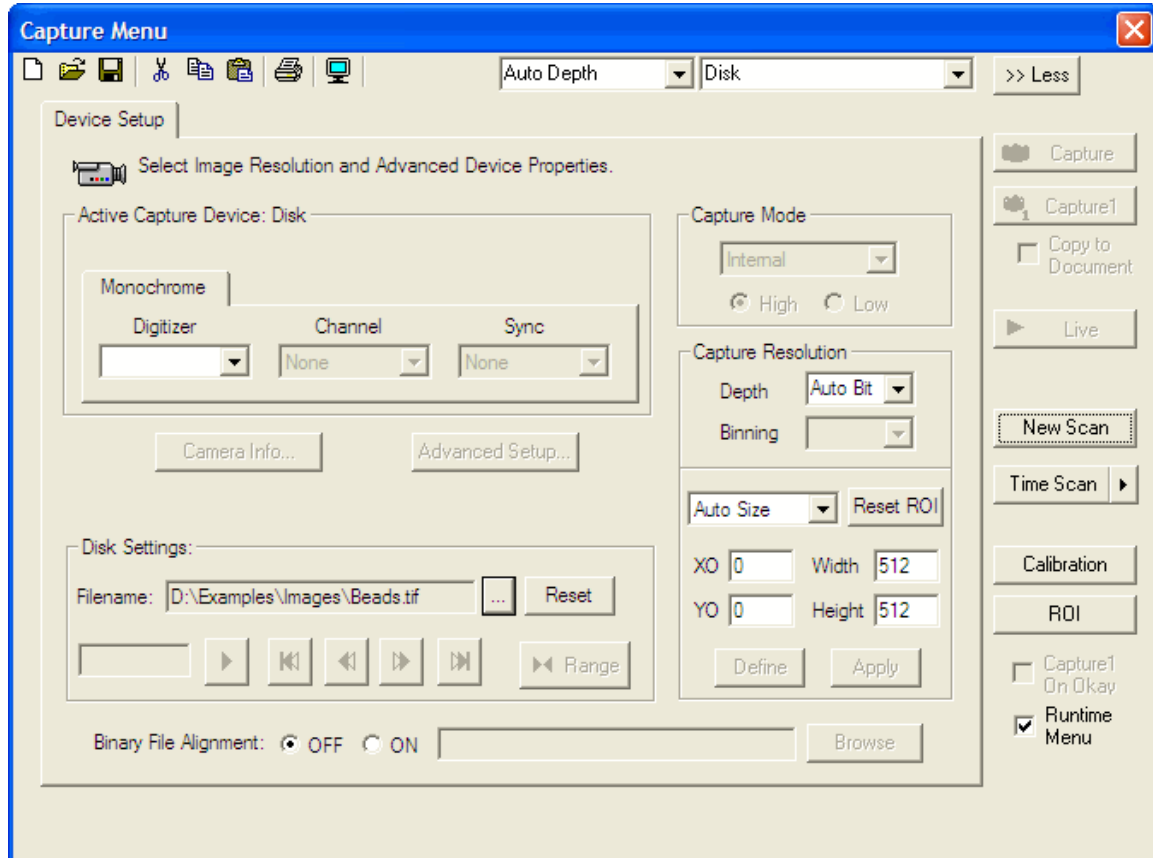 Capture Menu
Auto Depth
Disk
>> Less
Device Setup
Select Image Resolution and Advanced Device Properties.
Active Capture Device: Disk
Monochrome
Digitizer
Channel
Sync
None
None
Camera Info...
Advanced Setup...
Disk Settings:
Filename:
D:\Examples\Images\Beads.tif
...
Reset
Range
Binary File Alignment:
OFF
ON
Browse
Capture Mode
Internal
High
Low
Capture Resolution
Depth
Auto Bit
Binning
Auto Size
Reset ROI
XO
0
Width
512
YO
0
Height
512
Define
Apply
Capture
1
Capture1
Copy to
Document
Live
New Scan
Time Scan
Calibration
ROI
Capture1
On Okay
Runtime
Menu